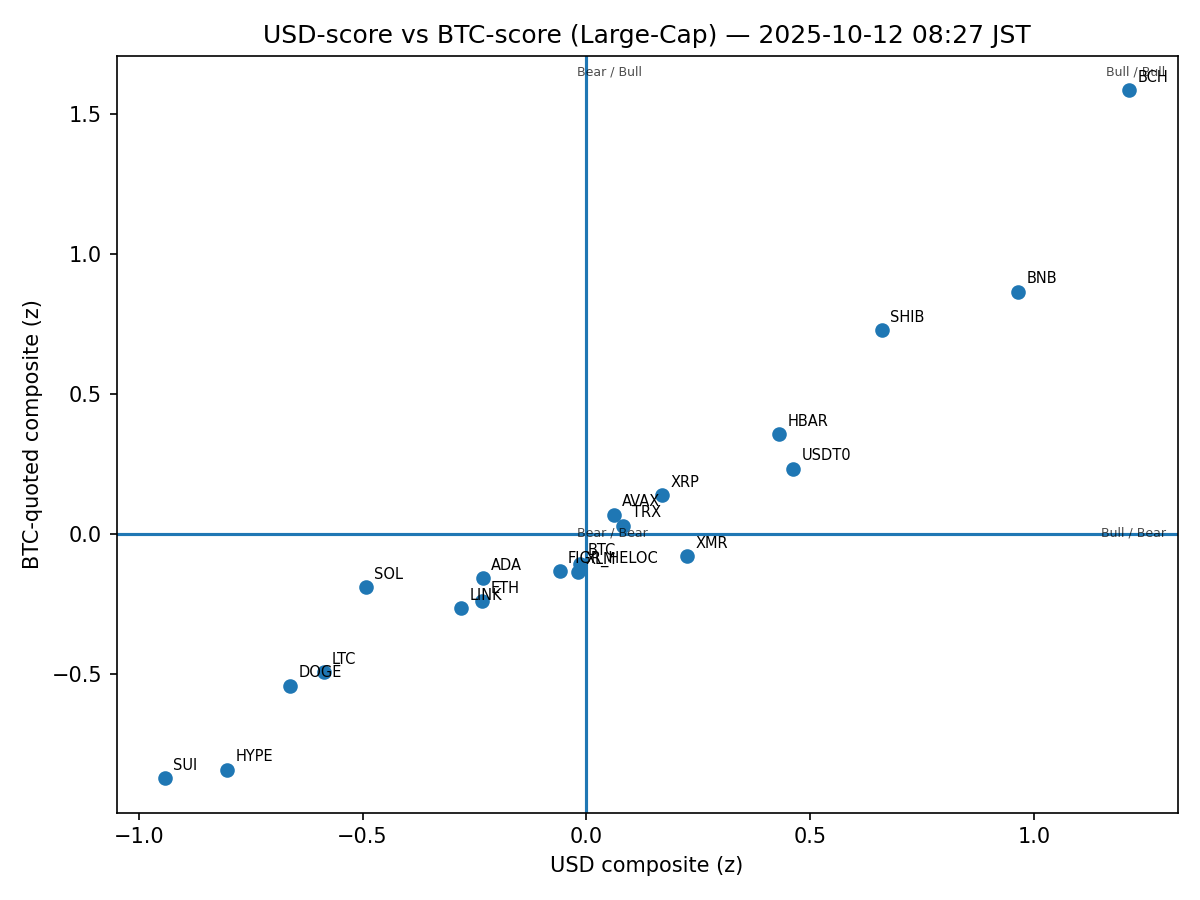 USD-score vs BTC-score (Large-Cap) — 2025-10-12 08:27 JST
Bear / Bull
Bull / Bull
BCH
1.5
BNB
1.0
SHIB
0.5
HBAR
USDT0
XRP
AVAX
TRX
0.0
Bear / Bear
Bull / Bear
XMR
BTC
FIGR_HELOC
XLM
ADA
SOL
ETH
LINK
LTC
DOGE
−0.5
HYPE
SUI
−1.0
−0.5
0.0
0.5
1.0
USD composite (z)
BTC-quoted composite (z)